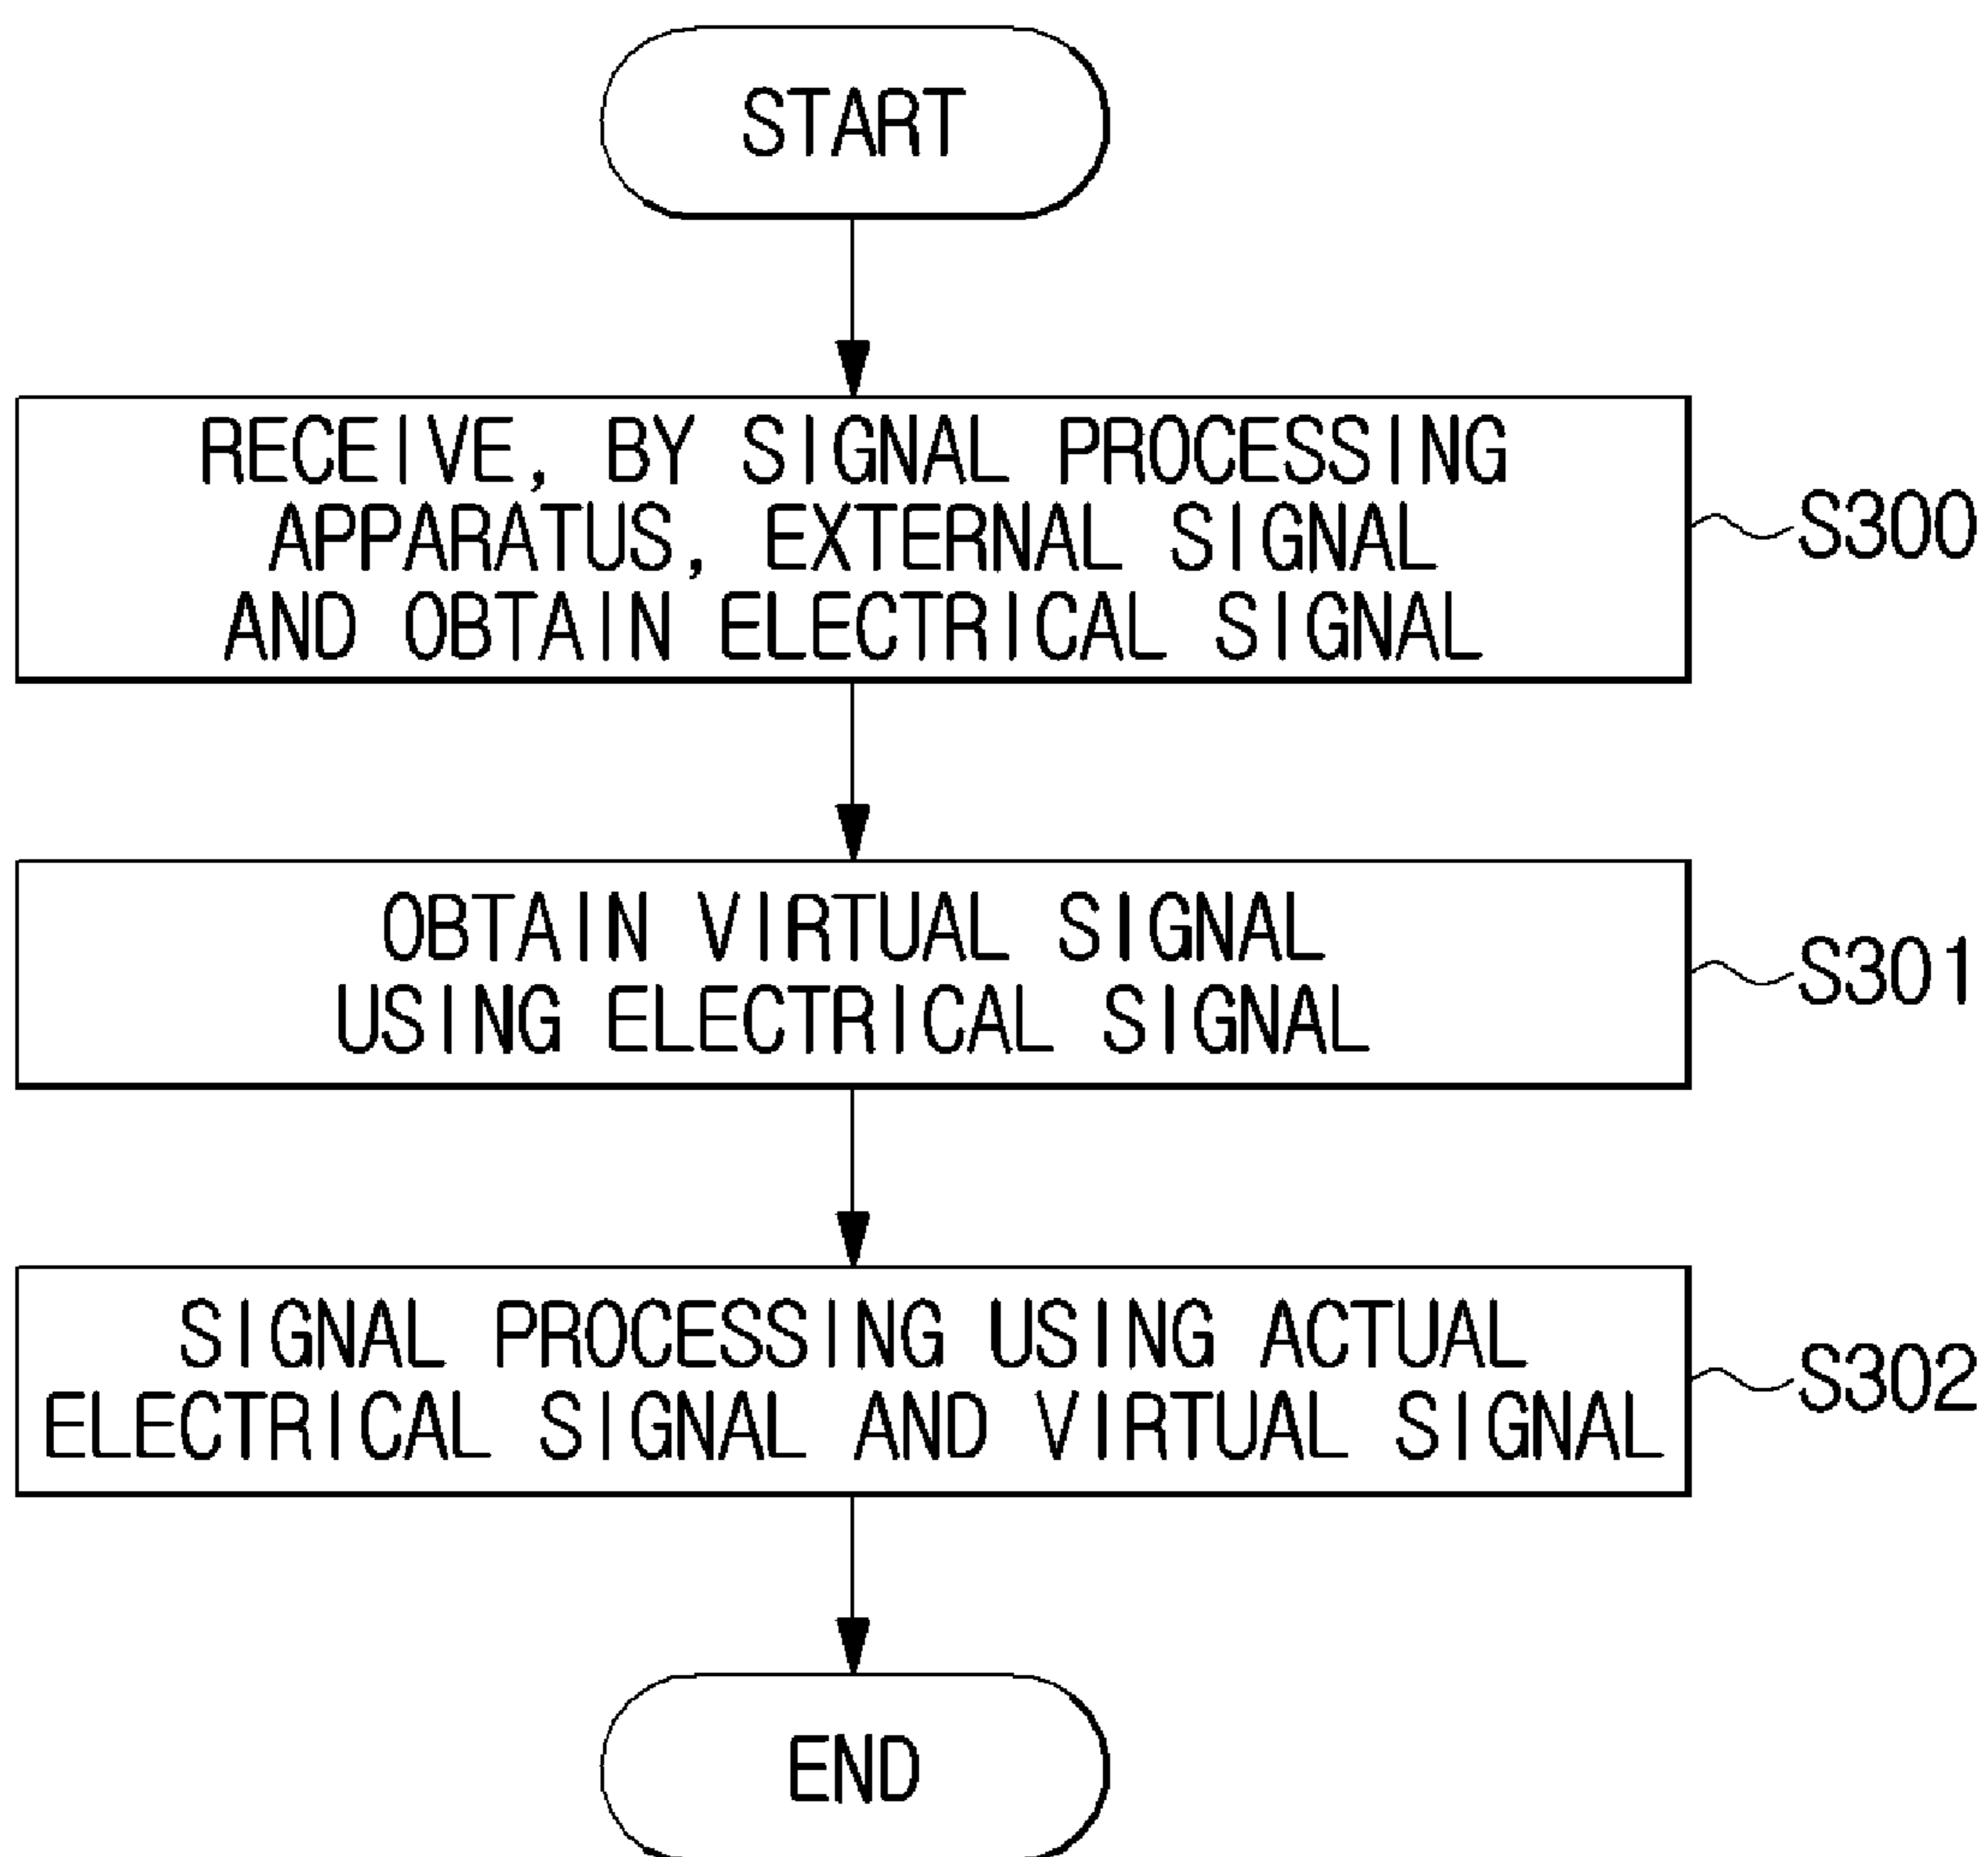 START
RECEIVE, BY SIGNAL PROCESSING
APPARATUS, EXTERNAL SIGNAL
AND OBTAIN ELECTRICAL SIGNAL
S300
OBTAIN VIRTUAL SIGNAL
USING ELECTRICAL SIGNAL
S301
SIGNAL PROCESSING USING ACTUAL
ELECTRICAL SIGNAL AND VIRTUAL SIGNAL
S302
END